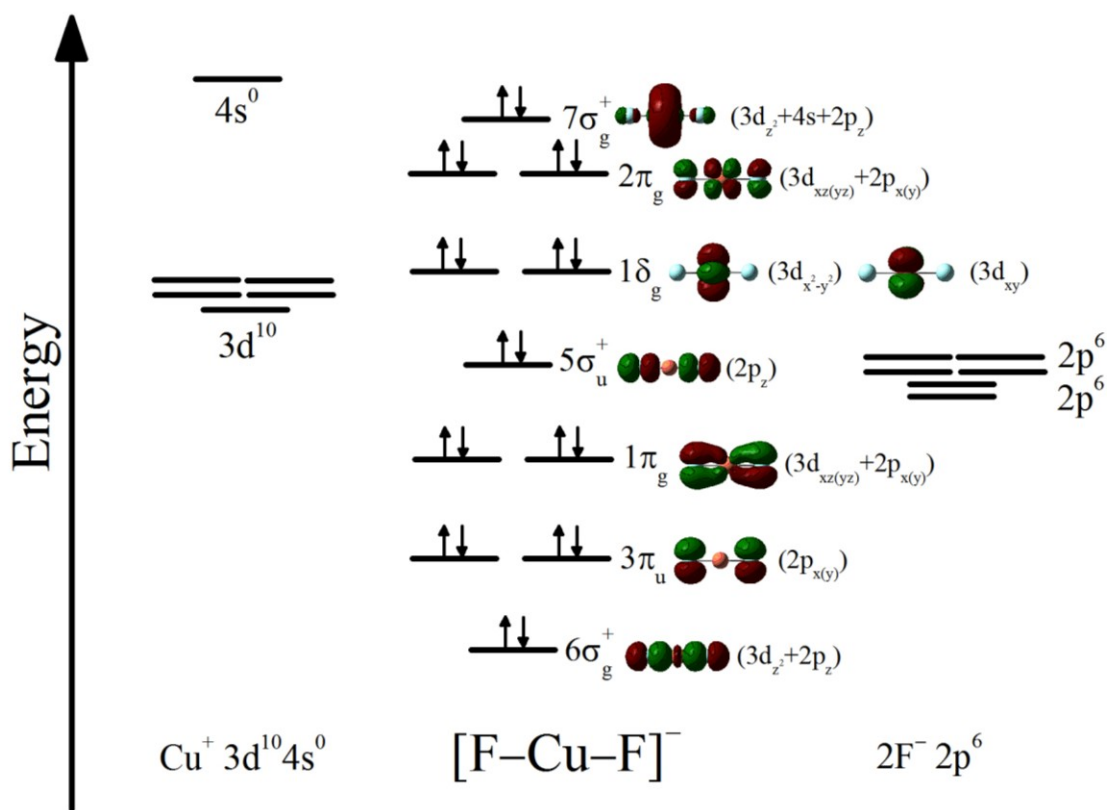 Energy
4s⁰
3d¹⁰
Cu⁺ 3d¹⁰4s⁰
7σg⁺ (3dz²+4s+2pz)
2πg (3dxz(yz)+2px(y))
1δg (3dx²-y²) (3dxy)
5σu⁺ (2pz)
1πg (3dxz(yz)+2px(y))
3πu (2px(y))
6σg⁺ (3dz²+2pz)
[F–Cu–F]⁻
2p⁶
2p⁶
2F⁻ 2p⁶